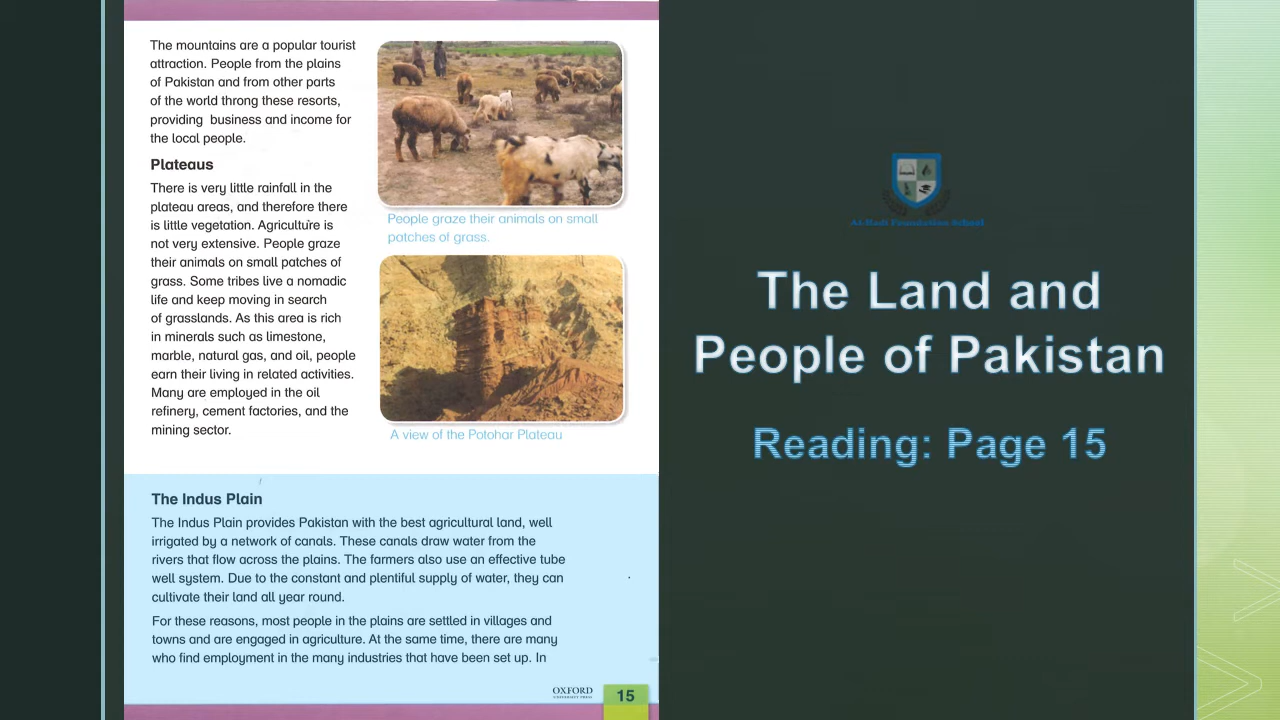 The mountains are a popular tourist
attraction. People from the plains
of Pakistan and from other parts
of the world throng these resorts,
providing business and income for
the local people.
Plateaus
There is very little rainfall in the
plateau areas, and therefore there
is little vegetation. Agriculture is
not very extensive. People graze
their animals on small patches of
grass. Some tribes live a nomadic
life and keep moving in search
of grasslands. As this area is rich
in minerals such as limestone,
marble, natural gas, and oil, people
earn their living in related activities.
Many are employed in the oil
refinery, cement factories, and the
mining sector.
People graze their animals on small
patches of grass.
A view of the Potohar Plateau
The Indus Plain
The Indus Plain provides Pakistan with the best agricultural land, well
irrigated by a network of canals. These canals draw water from the
rivers that flow across the plains. The farmers also use an effective tube
well system. Due to the constant and plentiful supply of water, they can
cultivate their land all year round.
For these reasons, most people in the plains are settled in villages and
towns and are engaged in agriculture. At the same time, there are many
who find employment in the many industries that have been set up. In
OXFORD
UNIVERSITY PRESS
15
Al-Hadi Foundation School
The Land and
People of Pakistan
Reading: Page 15